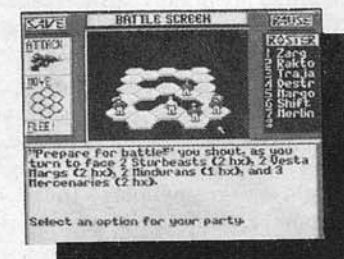 SAVE
BATTLE SCREEN
PAUSE
ATTACK
MOVE
FLEE!
ROSTER
1 Zarg
2 Rakto
3 Traja
4 Destr
5 Margo
6 Shift
7 Merlin
"Prepare for battle!" you shout, as you
turn to face 2 Sturbeasts (2 hx), 2 Vesta
Margs (2 hx), 2 Mindurans (1 hx), and 3
Mercenaries (2 hx).
Select an option for your party.